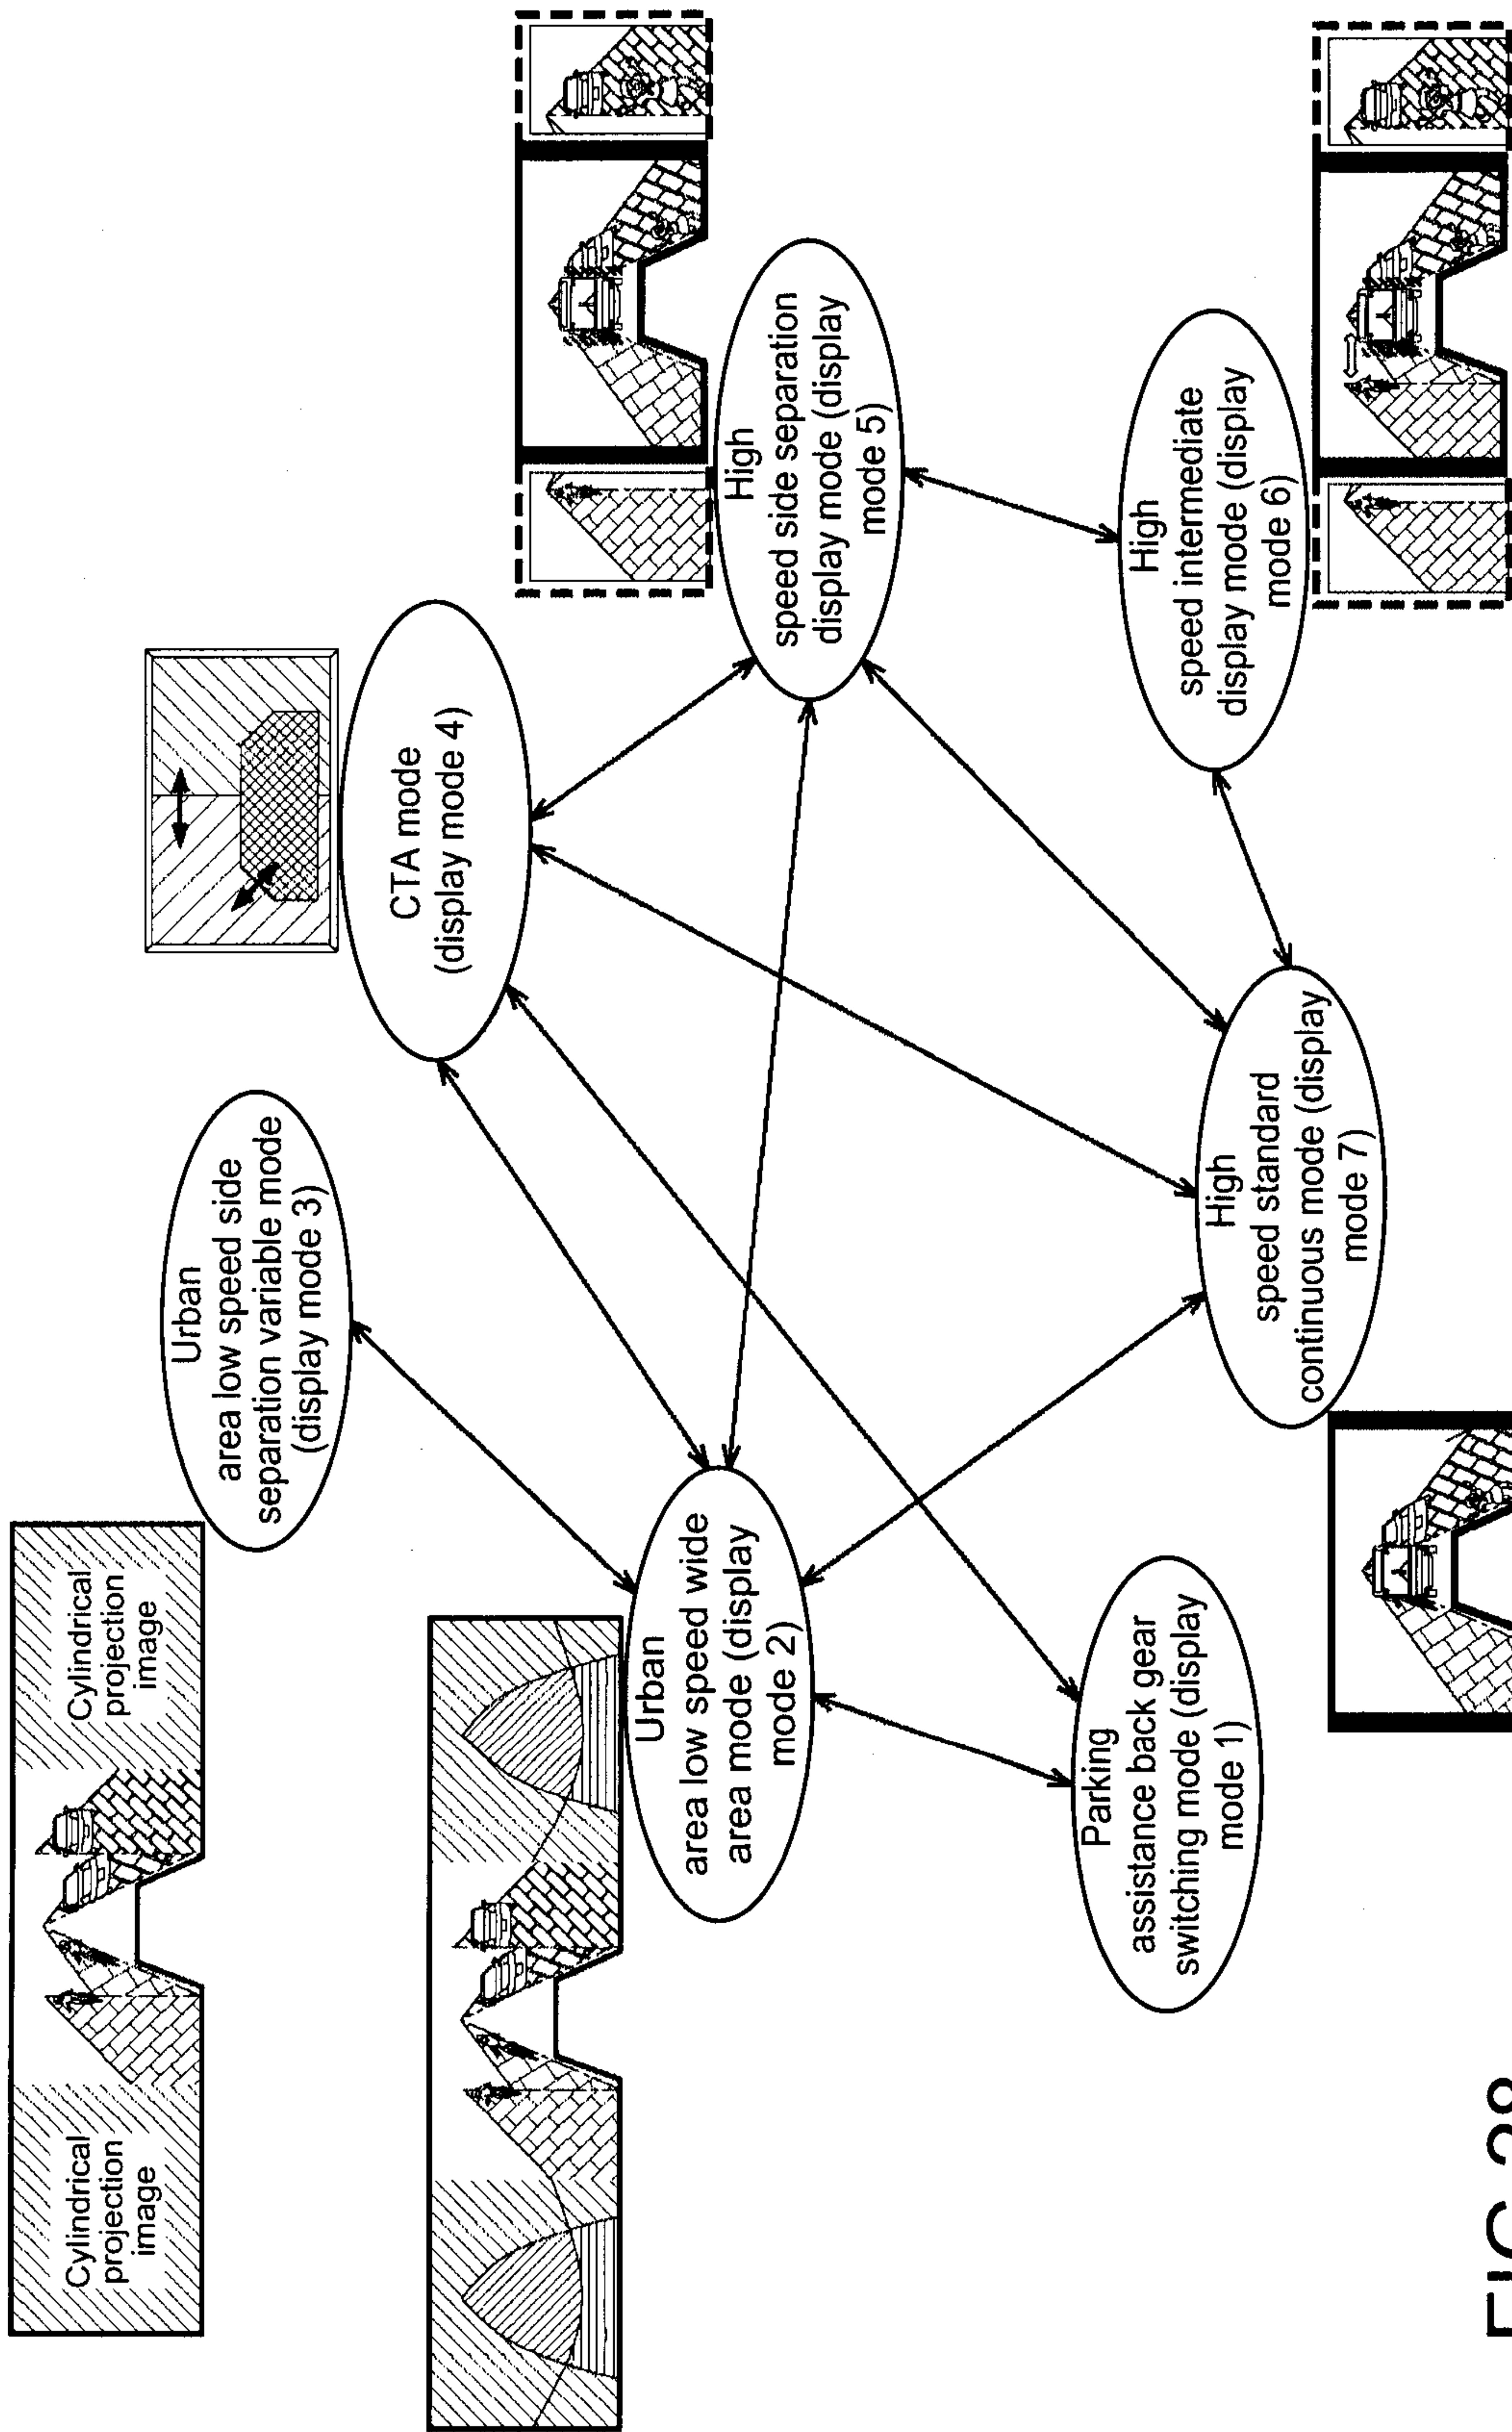 Cylindrical
projection
image
Cylindrical
projection
image
Urban
area low speed side
separation variable mode
(display mode 3)
CTA mode
(display mode 4)
Urban
area low speed wide
area mode (display
mode 2)
High
speed side separation
display mode (display
mode 5)
Parking
assistance back gear
switching mode (display
mode 1)
High
speed standard
continuous mode (display
mode 7)
High
speed intermediate
display mode (display
mode 6)